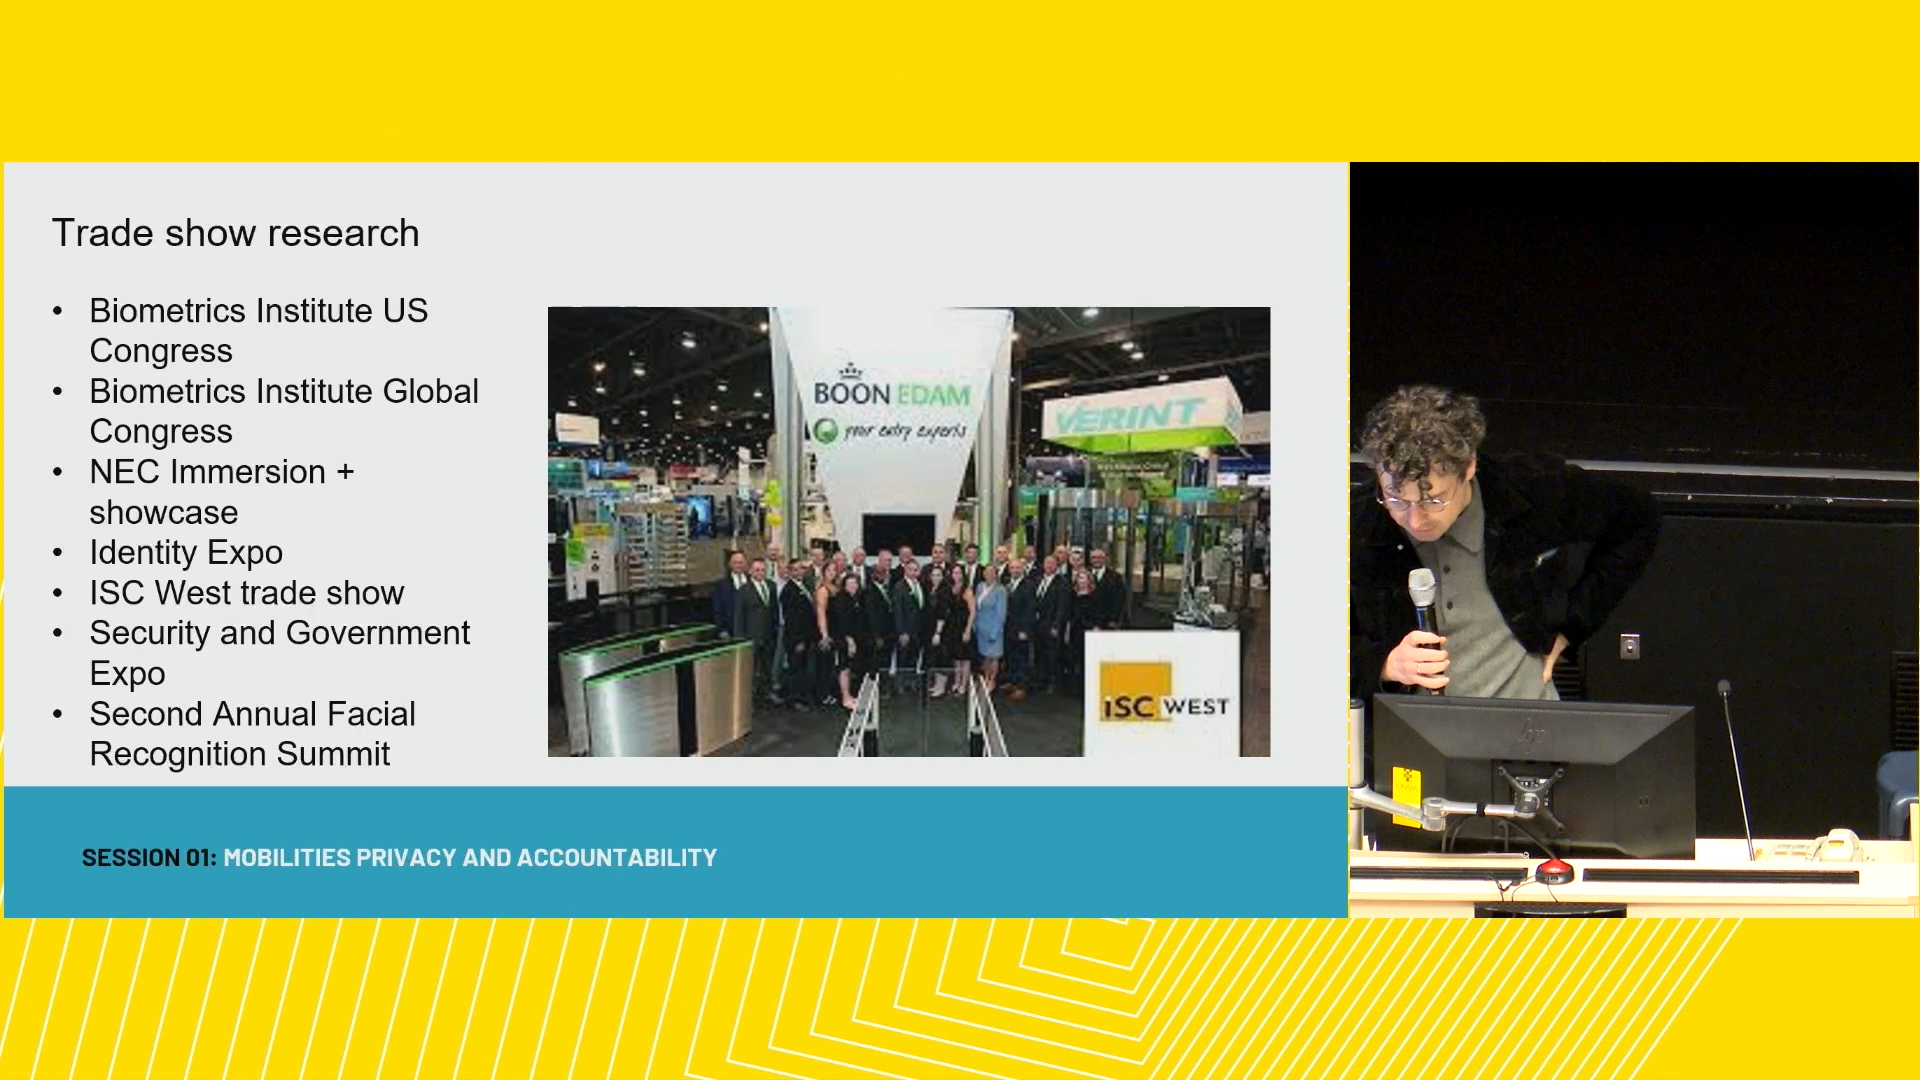 Trade show research
• Biometrics Institute US
Congress
• Biometrics Institute Global
Congress
• NEC Immersion +
showcase
• Identity Expo
• ISC West trade show
• Security and Government
Expo
• Second Annual Facial
Recognition Summit
BOON EDAM
your entry experts
VERINT
iSC WEST
SESSION 01: MOBILITIES PRIVACY AND ACCOUNTABILITY
hp